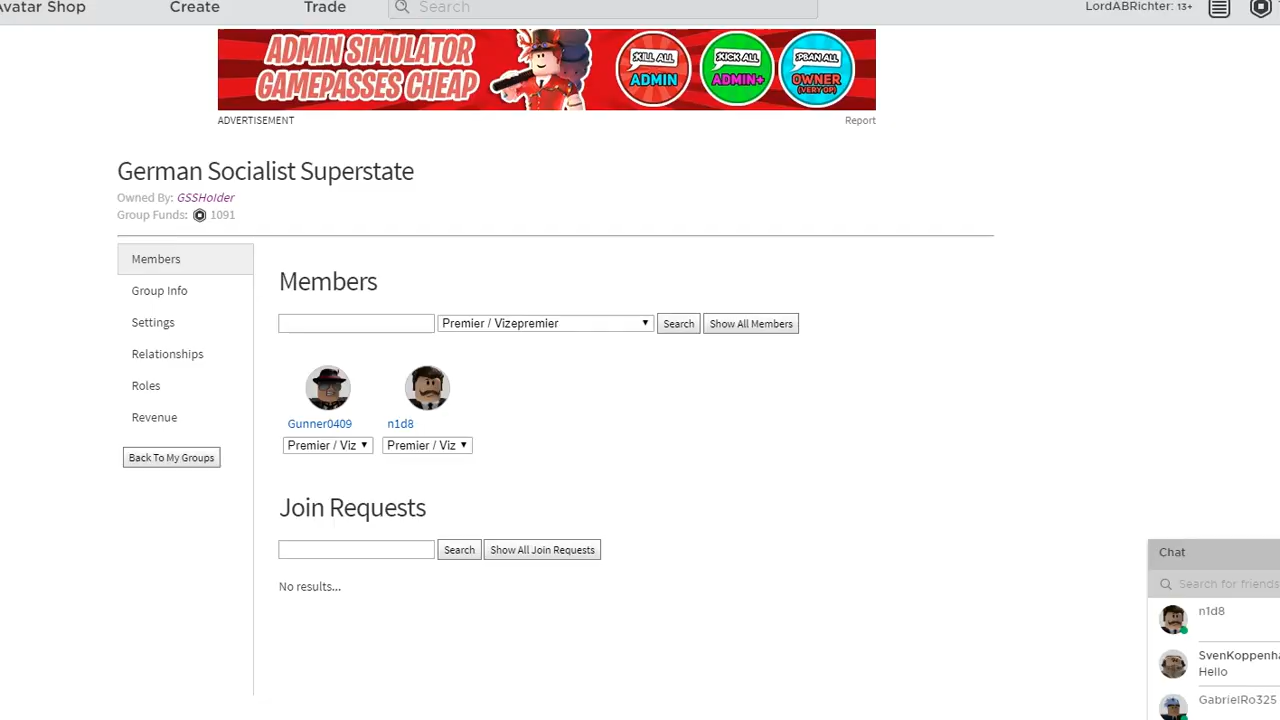 Avatar Shop
Create
Trade
Search
LordABRichter: 13+
ADMIN SIMULATOR
GAMEPASSES CHEAP
KILL ALL
ADMIN
KICK ALL
ADMIN+
PBAN ALL
OWNER
(VERY OP)
ADVERTISEMENT
Report
German Socialist Superstate
Owned By: GSSHolder
Group Funds: 1091
Members
Group Info
Settings
Relationships
Roles
Revenue
Back To My Groups
Members
Premier / Vizepremier
Search
Show All Members
Gunner0409
n1d8
Premier / Viz
Premier / Viz
Join Requests
Search
Show All Join Requests
No results...
Chat
Search for friends
n1d8
SvenKoppenha
Hello
GabrielRo325